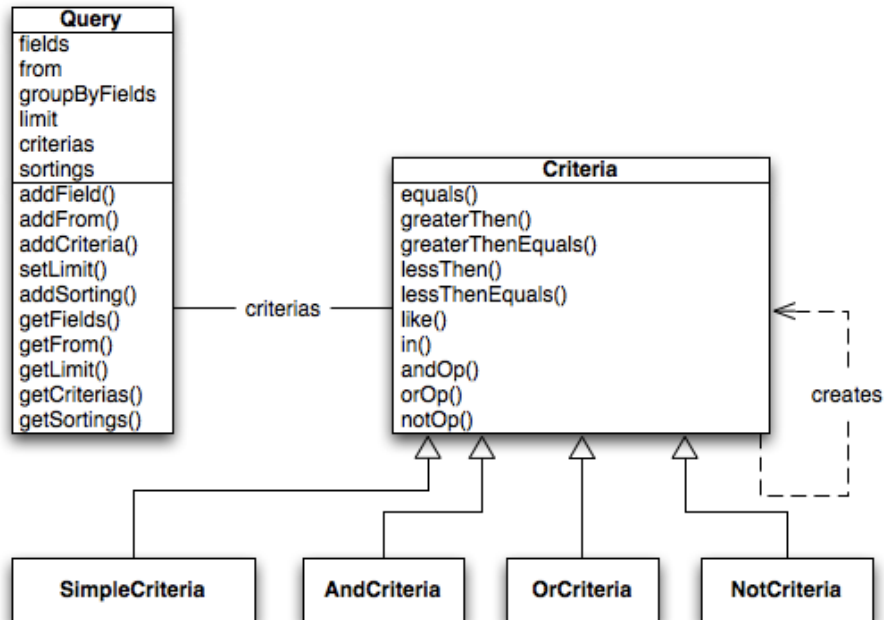 Query
fields
from
groupByFields
limit
criterias
sortings
addField()
addFrom()
addCriteria()
setLimit()
addSorting()
getFields()
getFrom()
getLimit()
getCriterias()
getSortings()
criterias
Criteria
equals()
greaterThen()
greaterThenEquals()
lessThen()
lessThenEquals()
like()
in()
andOp()
orOp()
notOp()
creates
SimpleCriteria
AndCriteria
OrCriteria
NotCriteria